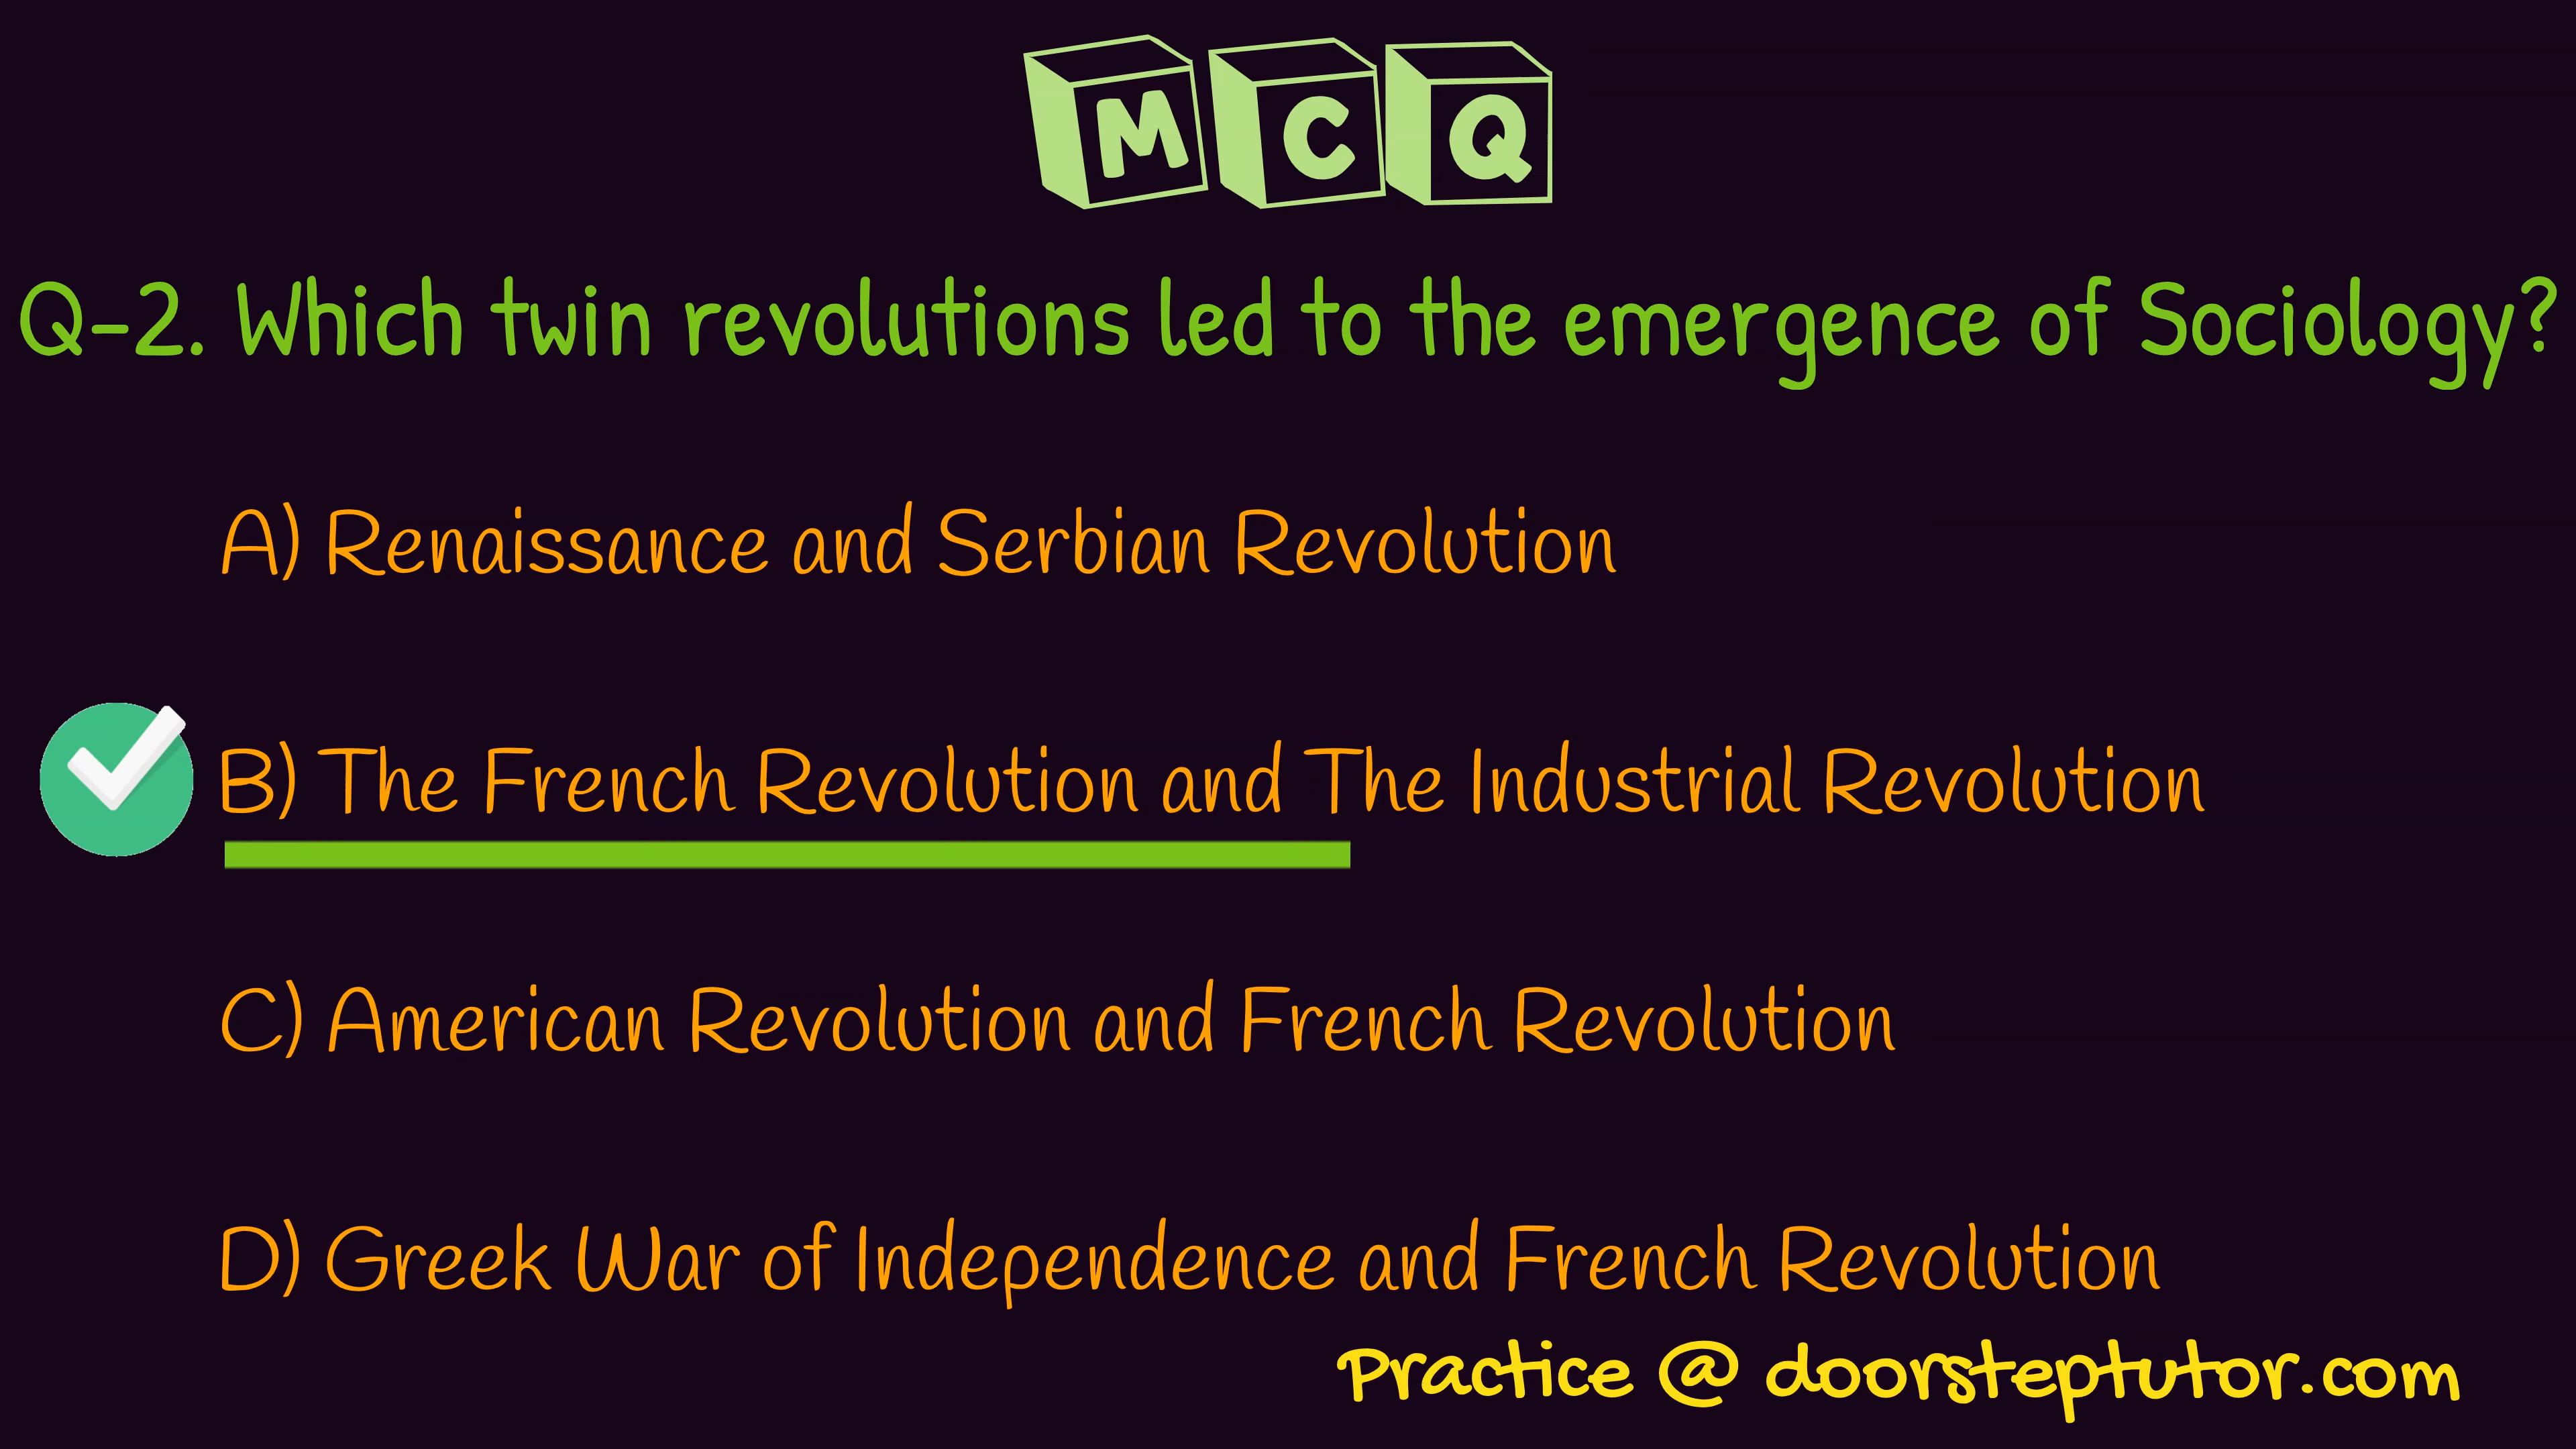 MCQ
Q-2. Which twin revolutions led to the emergence of Sociology?
A) Renaissance and Serbian Revolution
B) The French Revolution and The Industrial Revolution
C) American Revolution and French Revolution
D) Greek War of Independence and French Revolution
Practice @ doorsteptutor.com